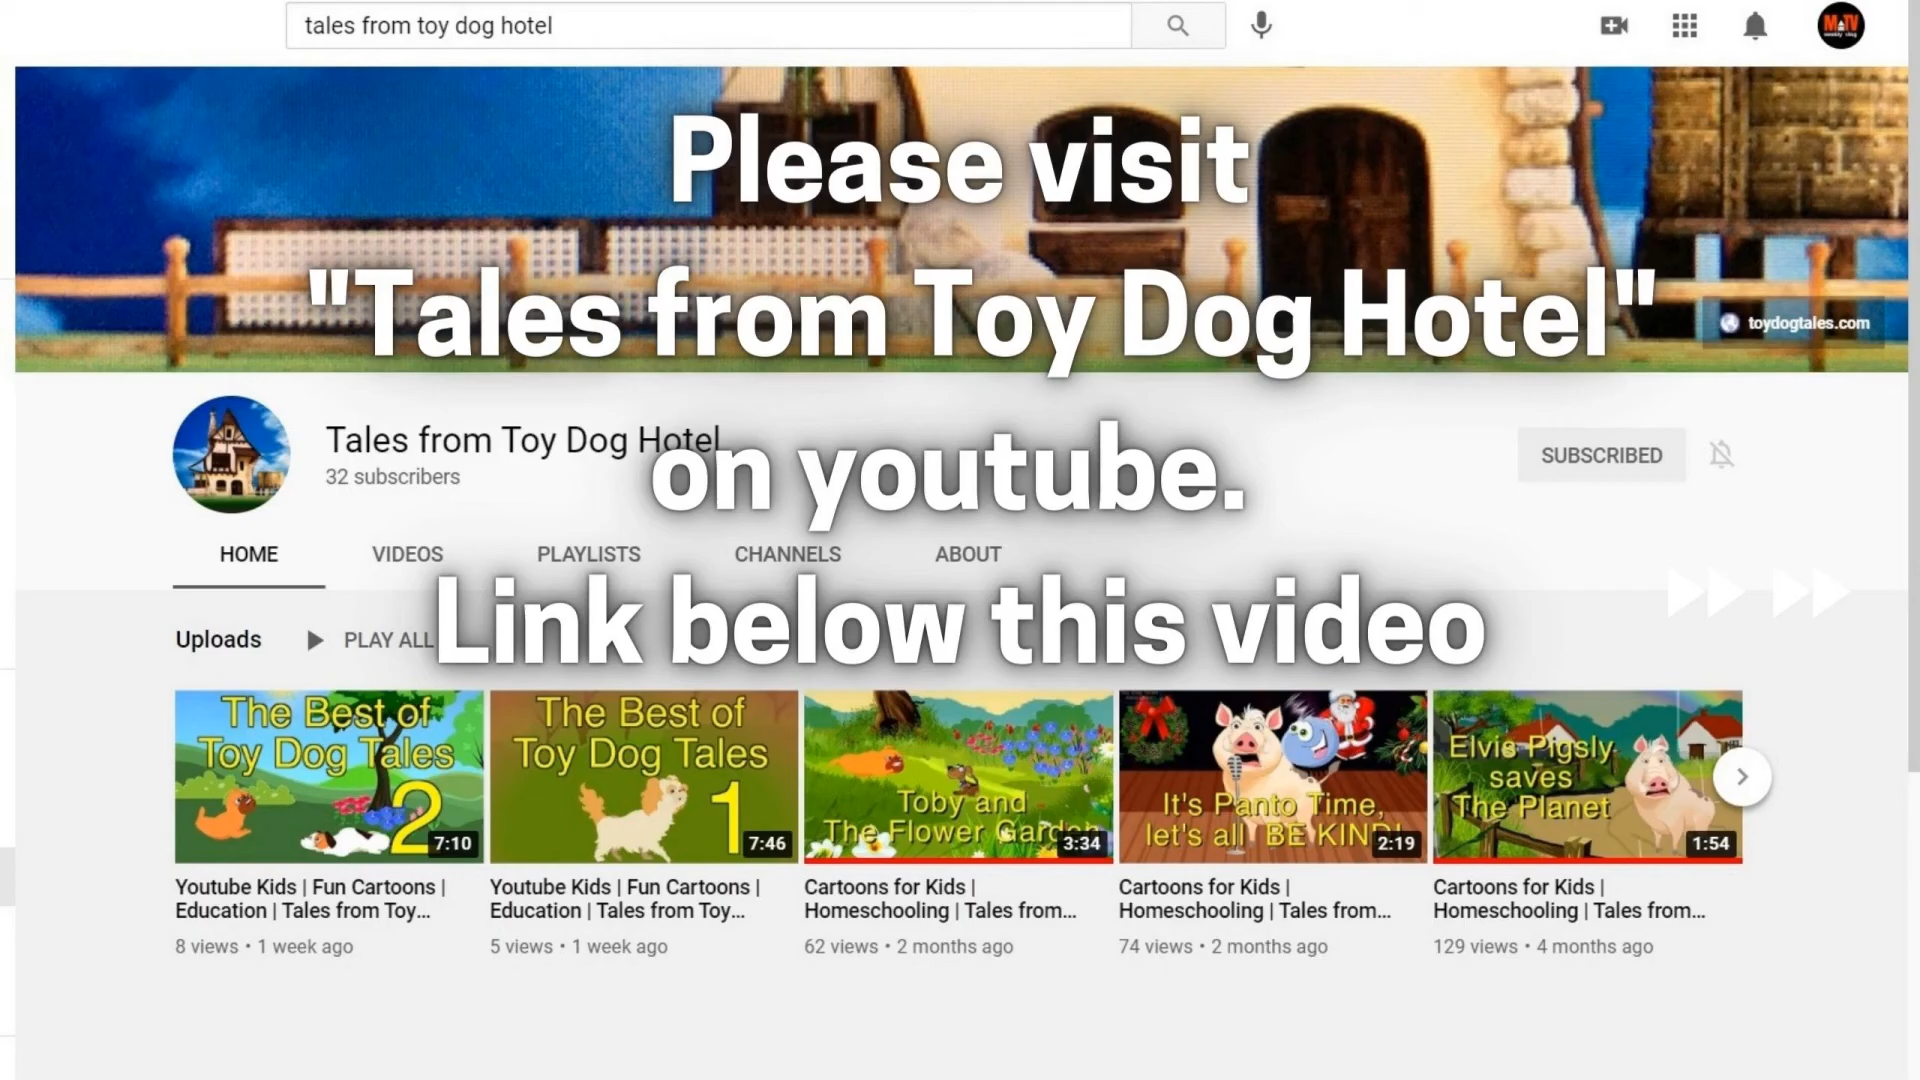 tales from toy dog hotel
MaTV
Please visit
"Tales from Toy Dog Hotel"
on youtube.
Link below this video
toydogtales.com
Tales from Toy Dog Hotel
32 subscribers
SUBSCRIBED
HOME
VIDEOS
PLAYLISTS
CHANNELS
ABOUT
Uploads
PLAY ALL
The Best of
Toy Dog Tales
2
7:10
Youtube Kids | Fun Cartoons |
Education | Tales from Toy...
8 views • 1 week ago
The Best of
Toy Dog Tales
1
7:46
Youtube Kids | Fun Cartoons |
Education | Tales from Toy...
5 views • 1 week ago
Toby and
The Flower Garden
3:34
Cartoons for Kids |
Homeschooling | Tales from...
62 views • 2 months ago
It's Panto Time,
let's all BE KIND!
2:19
Cartoons for Kids |
Homeschooling | Tales from...
74 views • 2 months ago
Elvis Pigsly
saves
The Planet
1:54
Cartoons for Kids |
Homeschooling | Tales from...
129 views • 4 months ago